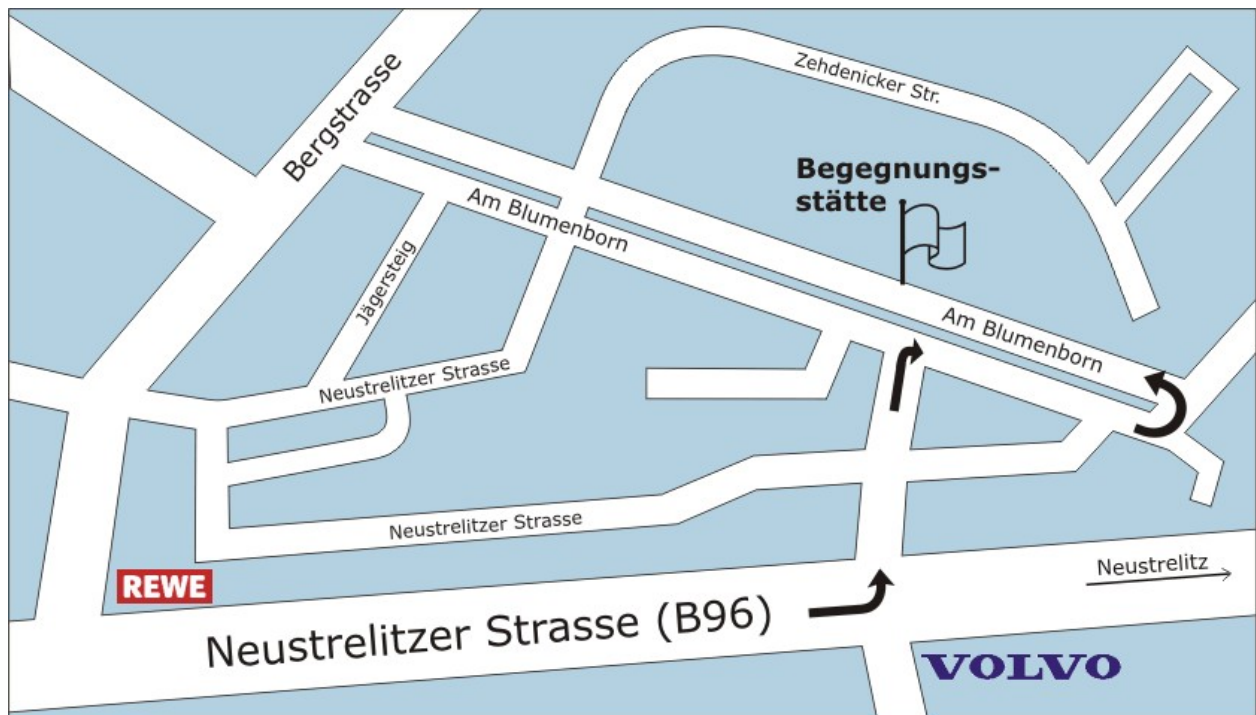 Zehdenicker Str.
Bergstrasse
Begegnungs-
stätte
Am Blumenborn
Jägersteig
Am Blumenborn
Neustrelitzer Strasse
Neustrelitzer Strasse
Neustrelitz
REWE
Neustrelitzer Strasse (B96)
VOLVO